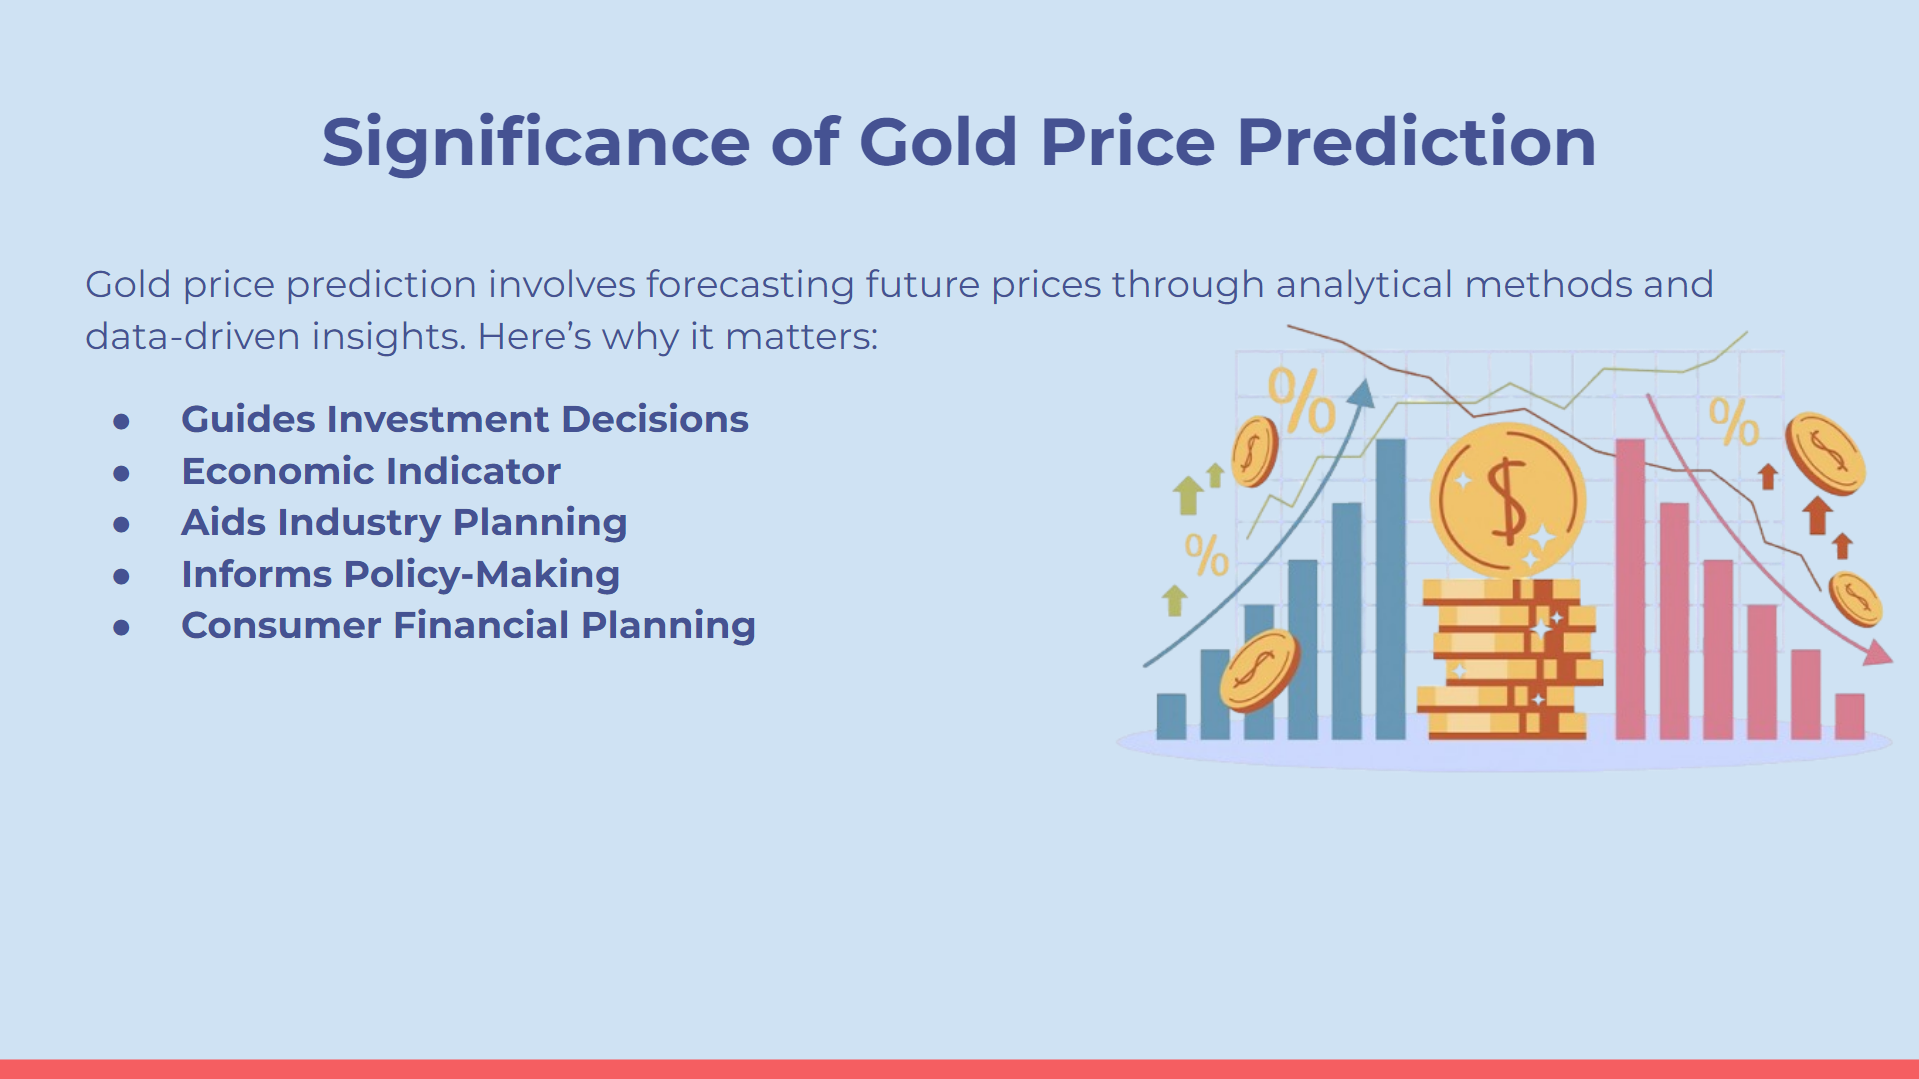 Significance of Gold Price Prediction
Gold price prediction involves forecasting future prices through analytical methods and
data-driven insights. Here’s why it matters:
● Guides Investment Decisions
● Economic Indicator
● Aids Industry Planning
● Informs Policy-Making
● Consumer Financial Planning
%
%
%
$
$
$
$
$